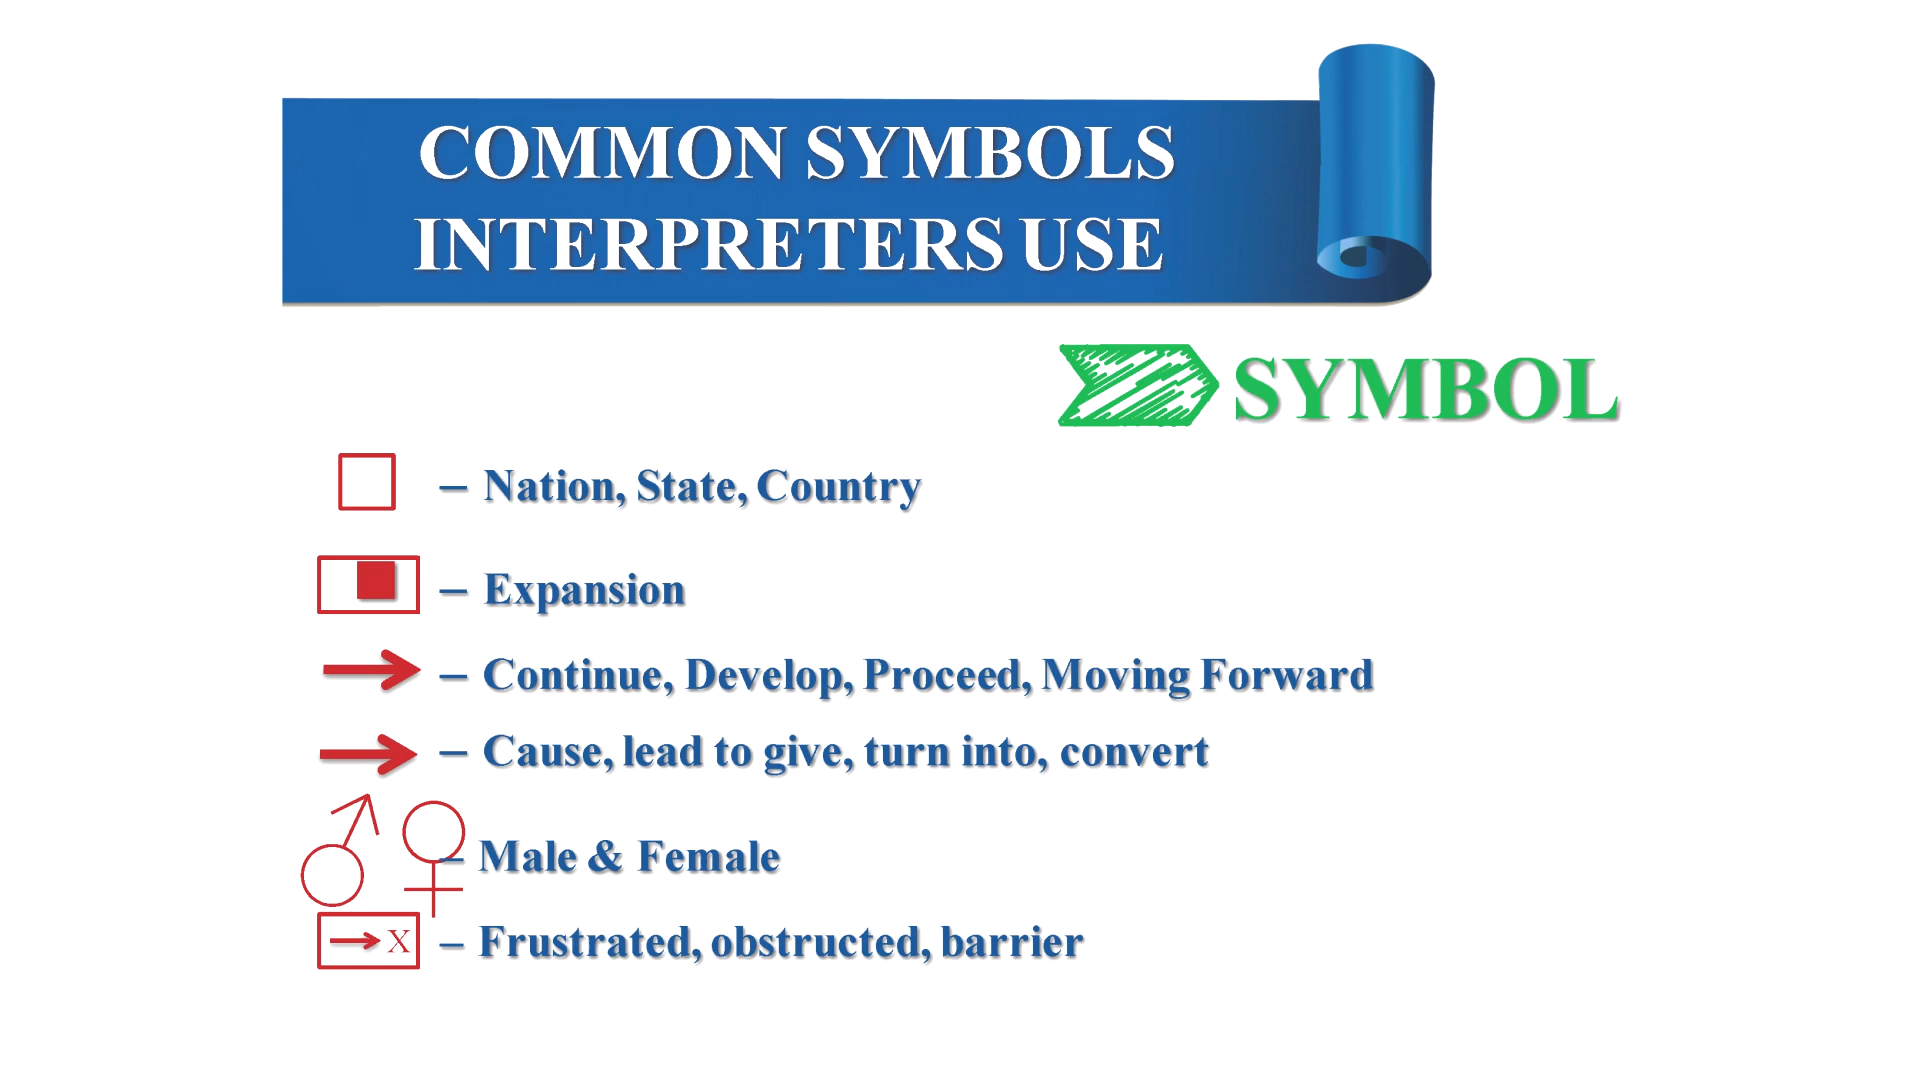 COMMON SYMBOLS
INTERPRETERS USE
SYMBOL
– Nation, State, Country
– Expansion
– Continue, Develop, Proceed, Moving Forward
– Cause, lead to give, turn into, convert
– Male & Female
X – Frustrated, obstructed, barrier